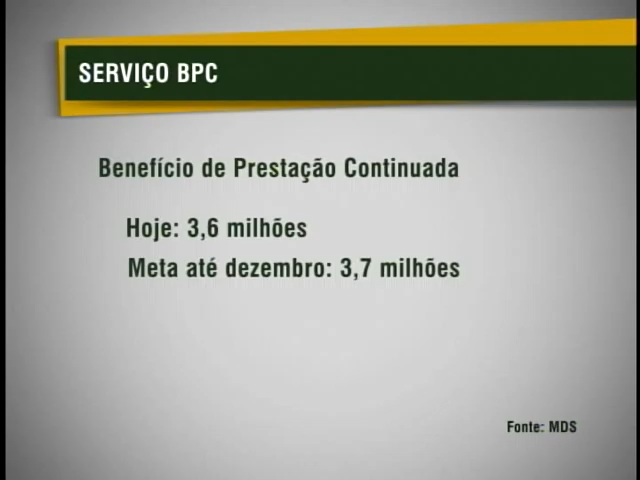 SERVIÇO BPC
Benefício de Prestação Continuada
Hoje: 3,6 milhões
Meta até dezembro: 3,7 milhões
Fonte: MDS